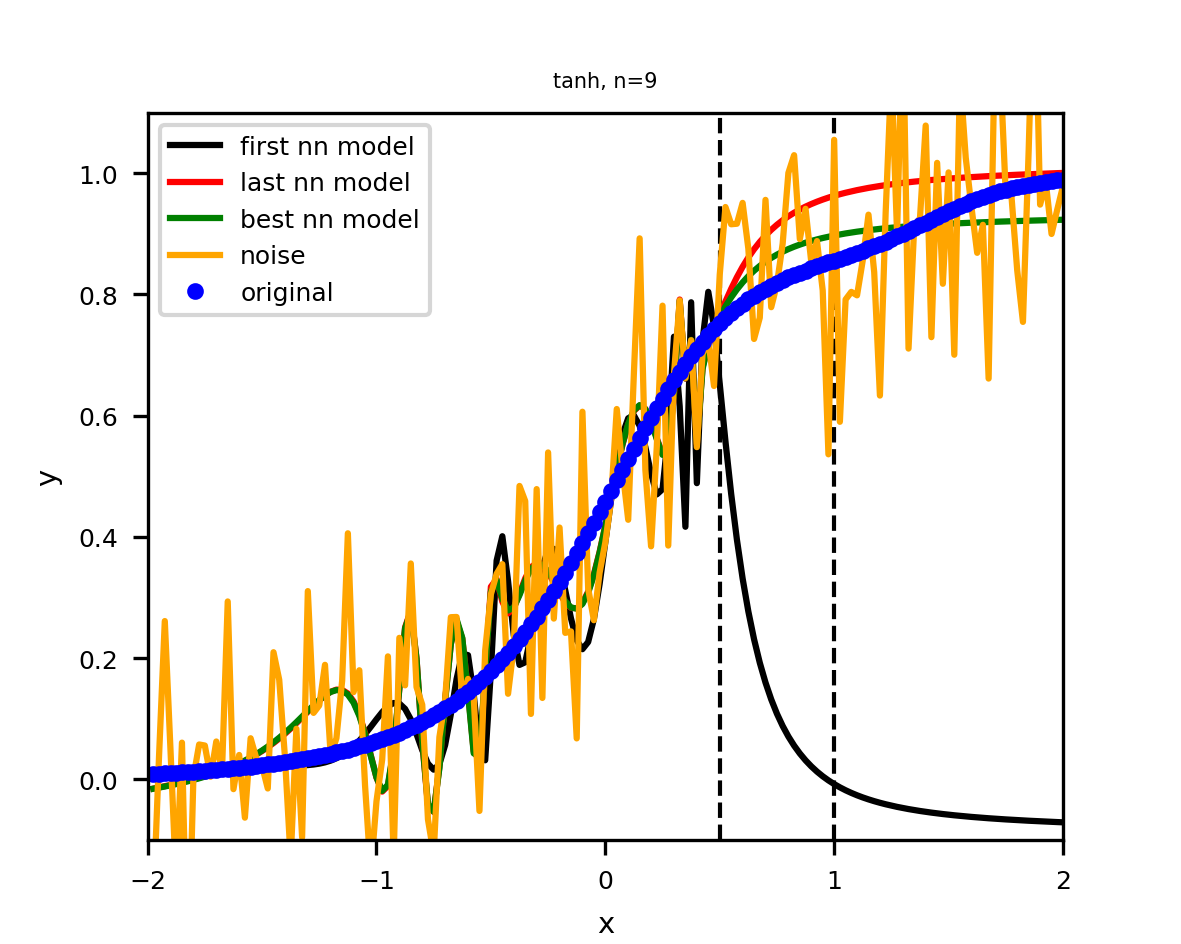 tanh, n=9
first nn model
last nn model
best nn model
noise
original
1.0
0.8
0.6
0.4
0.2
0.0
y
−2
−1
0
1
2
x